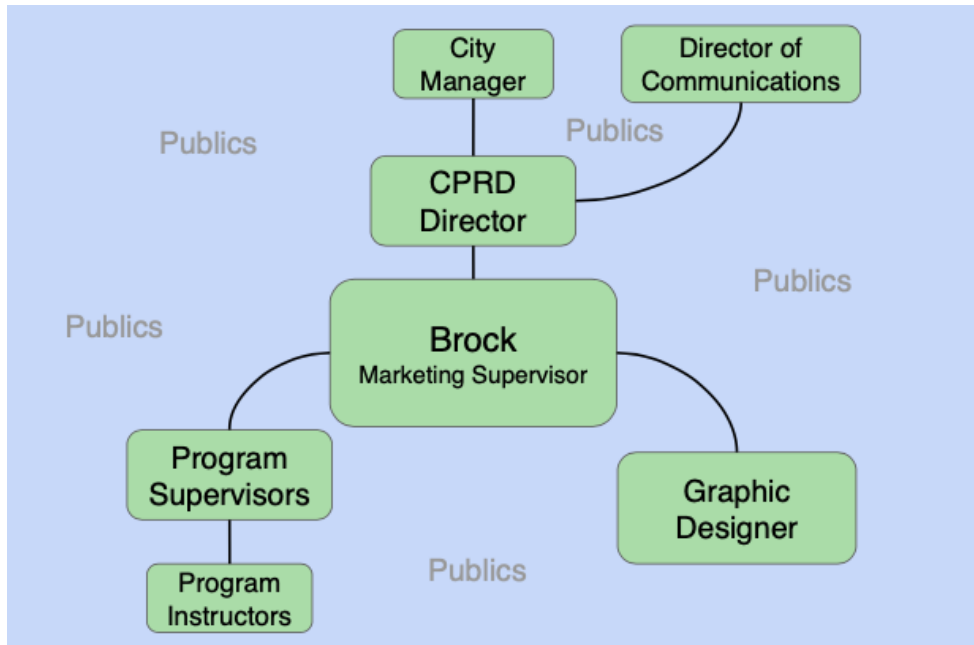 City
Manager
Director of
Communications
Publics
Publics
CPRD
Director
Publics
Publics
Brock
Marketing Supervisor
Program
Supervisors
Graphic
Designer
Publics
Program
Instructors